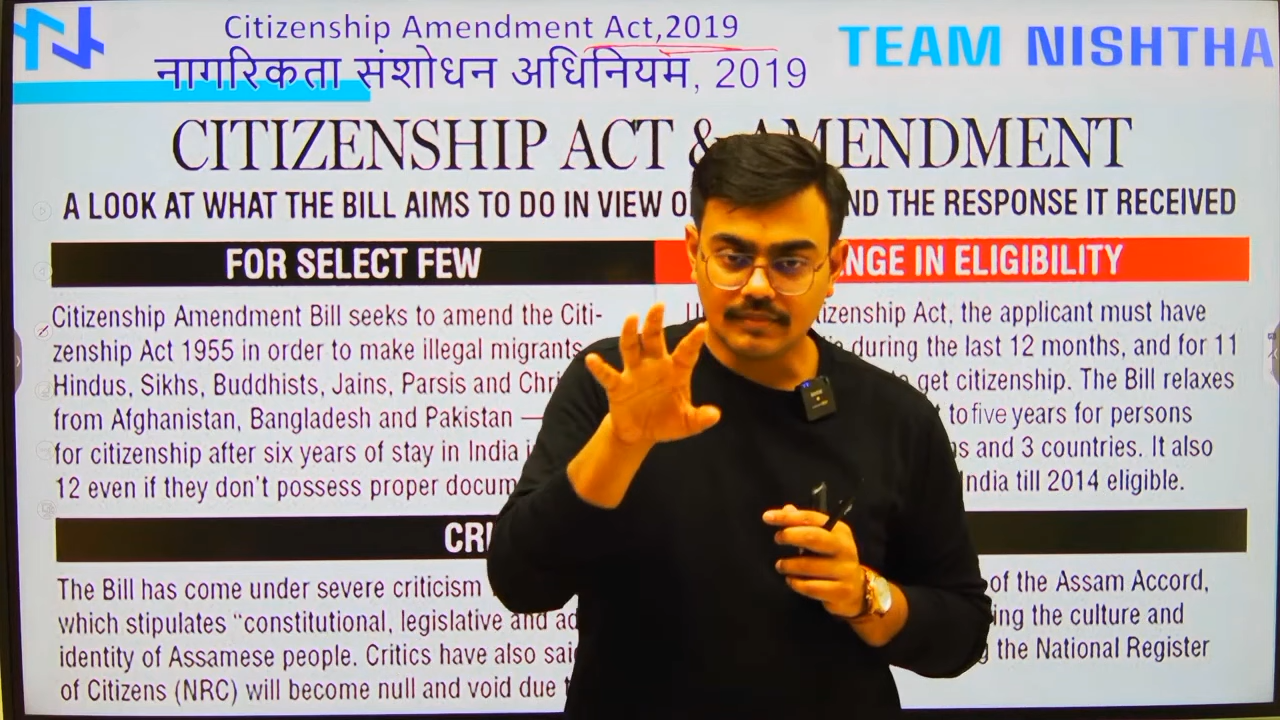 Citizenship Amendment Act,2019
नागरिकता संशोधन अधिनियम, 2019
TEAM NISHTHA
CITIZENSHIP ACT & AMENDMENT
A LOOK AT WHAT THE BILL AIMS TO DO IN VIEW ND THE RESPONSE IT RECEIVED
FOR SELECT FEW
Citizenship Amendment Bill seeks to amend the Citi-
zenship Act 1955 in order to make illegal migrants
Hindus, Sikhs, Buddhists, Jains, Parsis and Chri
from Afghanistan, Bangladesh and Pakistan —
for citizenship after six years of stay in India
12 even if they don't possess proper docum
NGE IN ELIGIBILITY
izenship Act, the applicant must have
during the last 12 months, and for 11
get citizenship. The Bill relaxes
to five years for persons
ns and 3 countries. It also
India till 2014 eligible.
CRI
The Bill has come under severe criticism
which stipulates "constitutional, legislative and ad
identity of Assamese people. Critics have also sai
of Citizens (NRC) will become null and void due
of the Assam Accord,
ing the culture and
the National Register